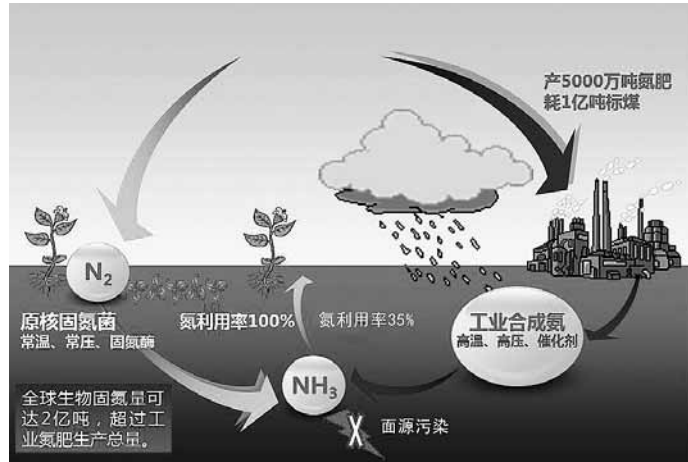 产5000万吨氮肥
耗1亿吨标煤
N₂
原核固氮菌
常温、常压、固氮酶
氮利用率100%
氮利用率35%
工业合成氨
高温、高压、催化剂
NH₃
X
面源污染
全球生物固氮量可
达2亿吨，超过工
业氮肥生产总量。